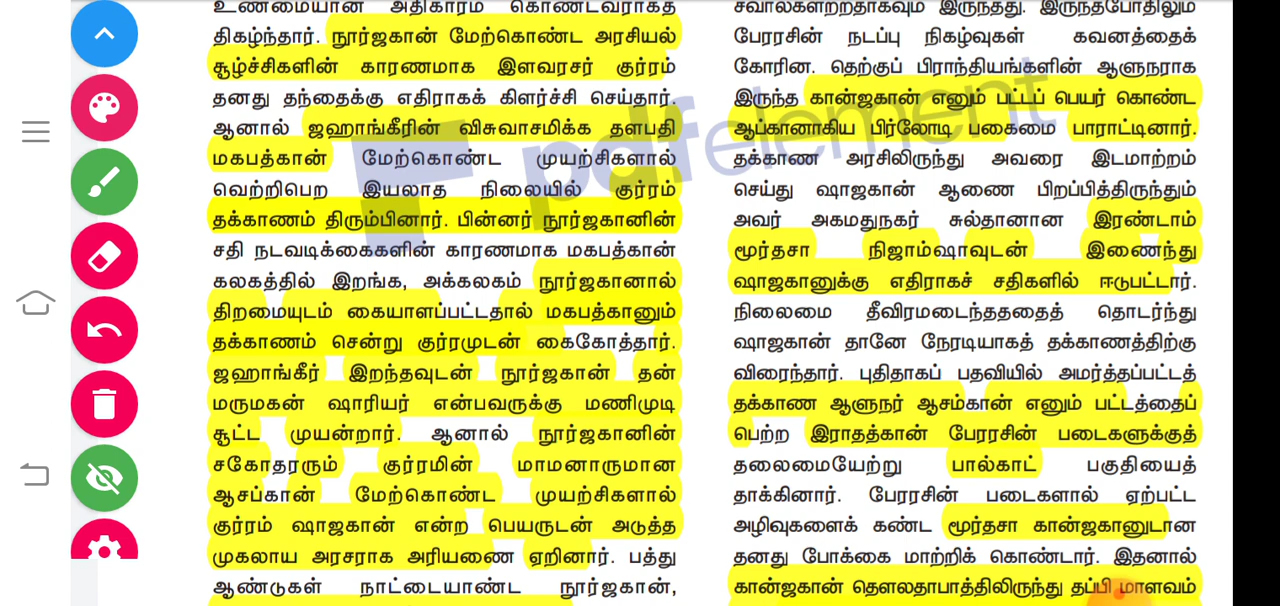 உண்மையான அதிகாரம் கொண்டவராகத்
திகழ்ந்தார். நூர்ஜகான் மேற்கொண்ட அரசியல்
சூழ்ச்சிகளின் காரணமாக இளவரசர் குர்ரம்
தனது தந்தைக்கு எதிராகக் கிளர்ச்சி செய்தார்.
ஆனால் ஜஹாங்கீரின் விசுவாசமிக்க தளபதி
மகபத்கான் மேற்கொண்ட முயற்சிகளால்
வெற்றிபெற இயலாத நிலையில் குர்ரம்
தக்காணம் திரும்பினார். பின்னர் நூர்ஜகானின்
சதி நடவடிக்கைகளின் காரணமாக மகபத்கான்
கலகத்தில் இறங்க, அக்கலகம் நூர்ஜகானால்
திறமையுடம் கையாளப்பட்டதால் மகபத்கானும்
தக்காணம் சென்று குர்ரமுடன் கைகோத்தார்.
ஜஹாங்கீர் இறந்தவுடன் நூர்ஜகான் தன்
மருமகன் ஷாரியர் என்பவருக்கு மணிமுடி
சூட்ட முயன்றார். ஆனால் நூர்ஜகானின்
சகோதரரும் குர்ரமின் மாமனாருமான
ஆசப்கான் மேற்கொண்ட முயற்சிகளால்
குர்ரம் ஷாஜகான் என்ற பெயருடன் அடுத்த
முகலாய அரசராக அரியணை ஏறினார். பத்து
ஆண்டுகள் நாட்டையாண்ட நூர்ஜகான்,
சவால்களற்றதாகவும் இருந்தது. இருந்தபோதிலும்
பேரரசின் நடப்பு நிகழ்வுகள் கவனத்தைக்
கோரின. தெற்குப் பிராந்தியங்களின் ஆளுநராக
இருந்த கான்ஜகான் எனும் பட்டப் பெயர் கொண்ட
ஆப்கானாகிய பிர்லோடி பகைமை பாராட்டினார்.
தக்காண அரசிலிருந்து அவரை இடமாற்றம்
செய்து ஷாஜகான் ஆணை பிறப்பித்திருந்தும்
அவர் அகமதுநகர் சுல்தானான இரண்டாம்
மூர்தசா நிஜாம்ஷாவுடன் இணைந்து
ஷாஜகானுக்கு எதிராகச் சதிகளில் ஈடுபட்டார்.
நிலைமை தீவிரமடைந்தததைத் தொடர்ந்து
ஷாஜகான் தானே நேரடியாகத் தக்காணத்திற்கு
விரைந்தார். புதிதாகப் பதவியில் அமர்த்தப்பட்டத்
தக்காண ஆளுநர் ஆசம்கான் எனும் பட்டத்தைப்
பெற்ற இராதத்கான் பேரரசின் படைகளுக்குத்
தலைமையேற்று பால்காட் பகுதியைத்
தாக்கினார். பேரரசின் படைகளால் ஏற்பட்ட
அழிவுகளைக் கண்ட மூர்தசா கான்ஜகானுடான
தனது போக்கை மாற்றிக் கொண்டார். இதனால்
கான்ஜகான் தௌலதாபாத்திலிருந்து தப்பி மாளவம்
pdfelement